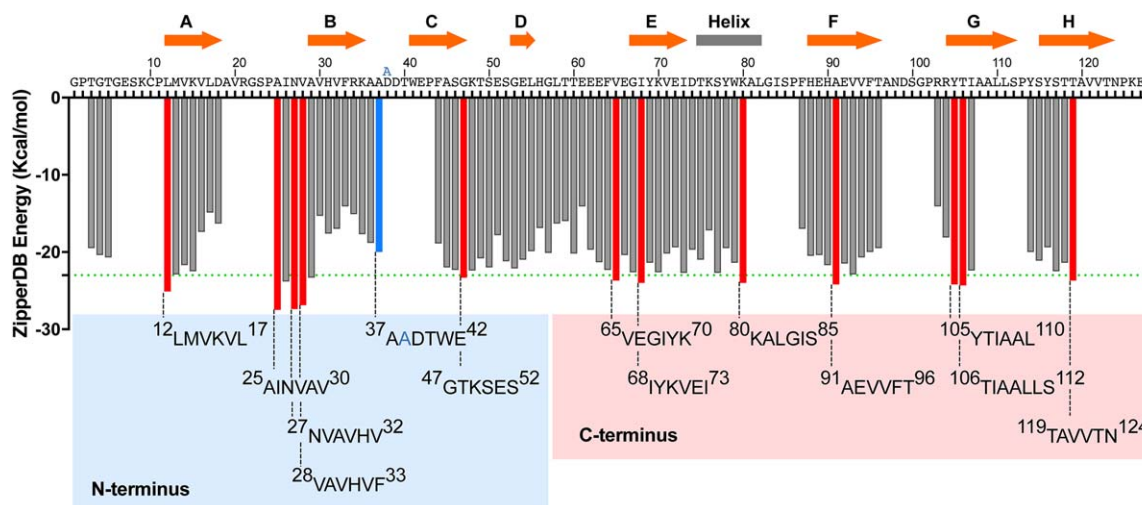 A B C D E Helix F G H
A
10 20 30 40 50 60 70 80 90 100 110 120
GPTGTGESKCPLMVKVLDAVRGSPAINVAVHVFRKAADDTWEPFASGKTSESGELHGLTTEEEFVEGIYKVEIDTKSYWKALGISPFHEHAEVVFTANDSGPRRYTIAALLSPYSYSTTAVVTNPKE
ZipperDB Energy (Kcal/mol)
0
-10
-20
-30
12LMVKVL17
37AADTWE42
65VEGIYK70
80KALGIS85
105YTIAAL110
25AINVAV30
47GTKSES52
68IYKVEI73
91AEVVFT96
106TIAALLS112
27NVAVHV32
119TAVVTN124
28VAVHVF33
N-terminus
C-terminus